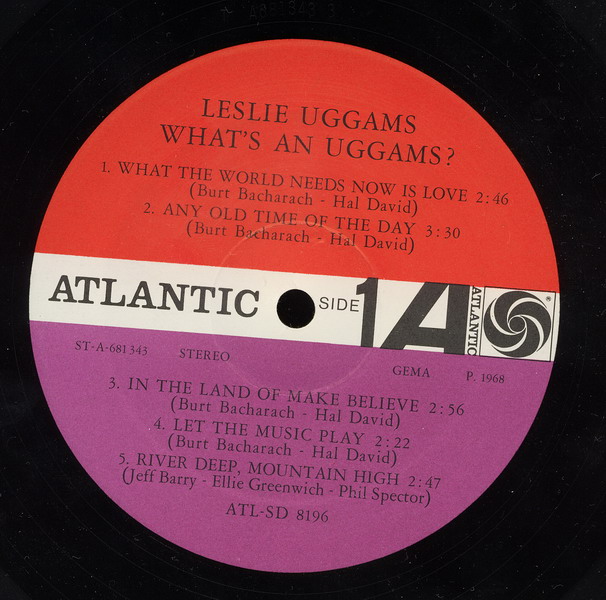 LESLIE UGGAMS
WHAT'S AN UGGAMS?
1. WHAT THE WORLD NEEDS NOW IS LOVE 2:46
(Burt Bacharach - Hal David)
2. ANY OLD TIME OF THE DAY 3:30
(Burt Bacharach - Hal David)
ATLANTIC SIDE 1A ATLANTIC ®
ST-A-681343 STEREO GEMA P. 1968
3. IN THE LAND OF MAKE BELIEVE 2:56
(Burt Bacharach - Hal David)
4. LET THE MUSIC PLAY 2:22
(Burt Bacharach - Hal David)
5. RIVER DEEP, MOUNTAIN HIGH 2:47
(Jeff Barry - Ellie Greenwich - Phil Spector)
ATL-SD 8196